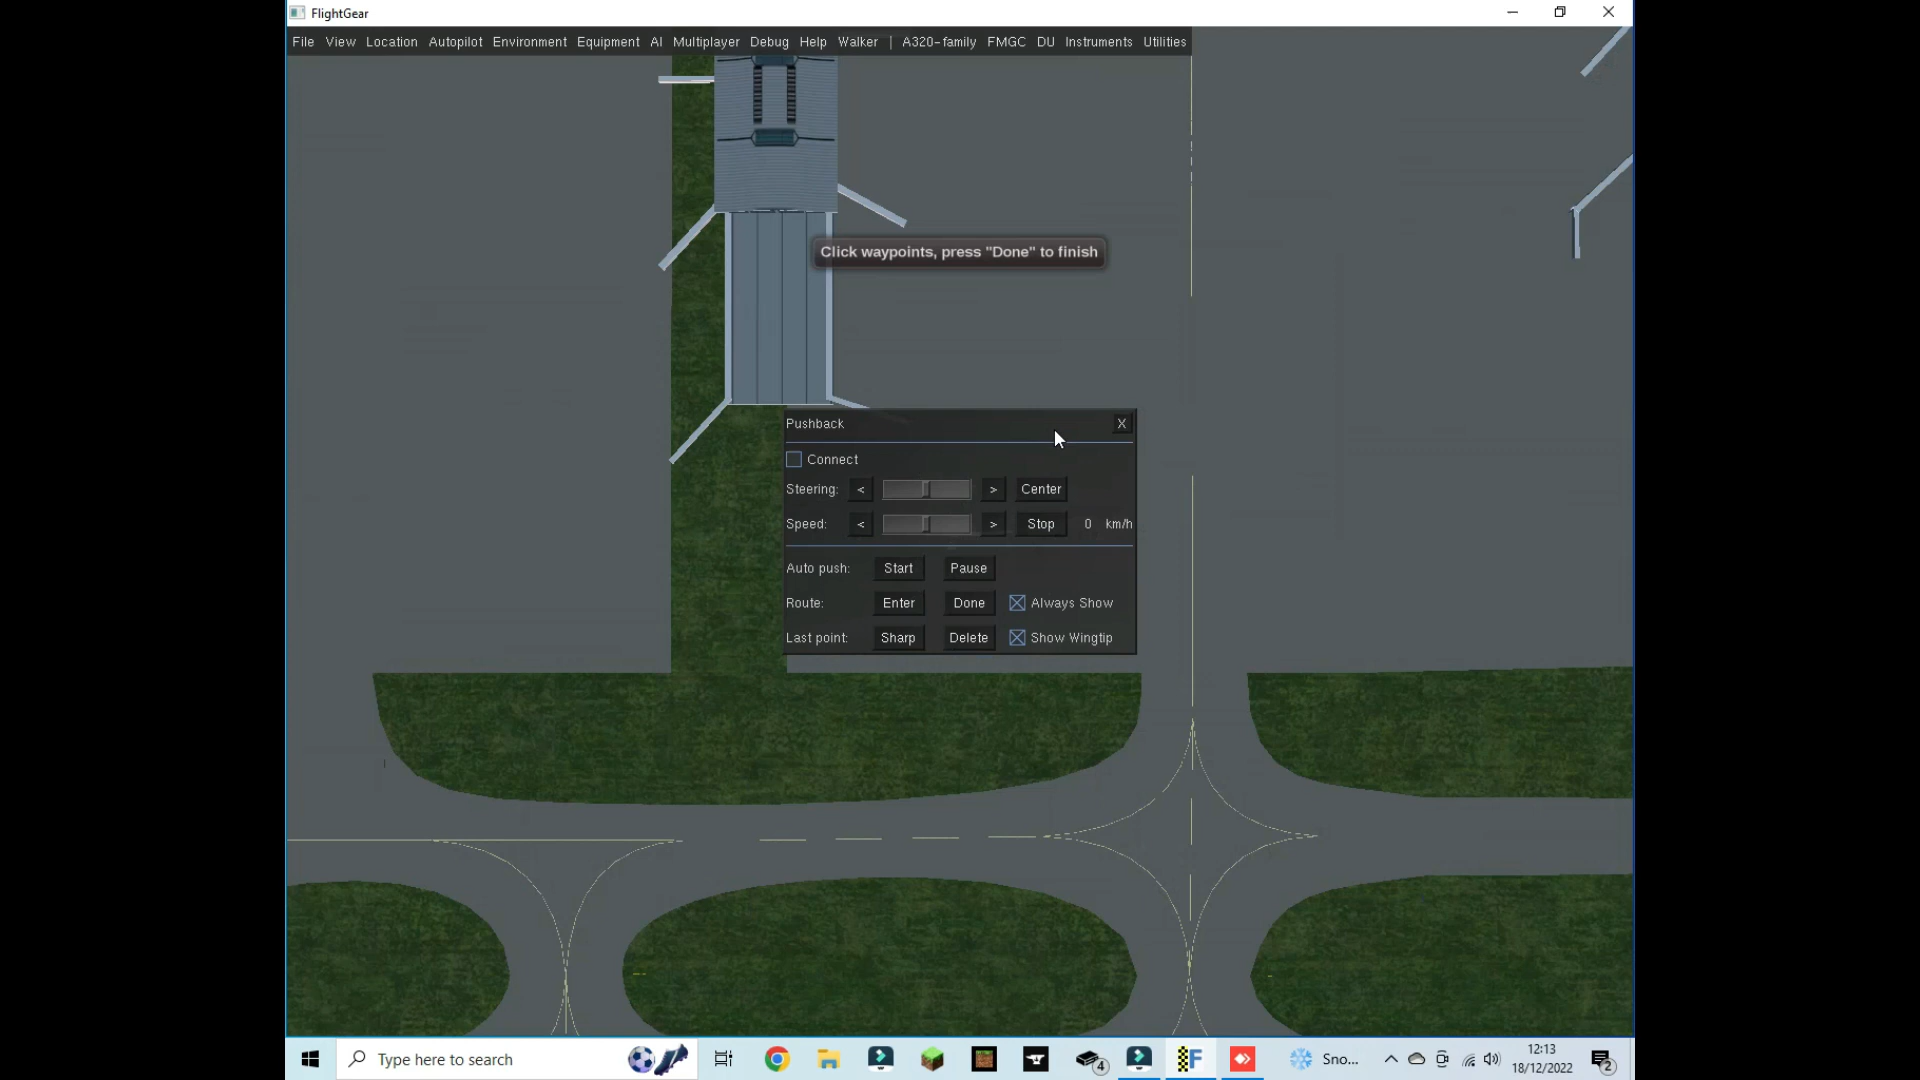 FlightGear
File View Location Autopilot Environment Equipment AI Multiplayer Debug Help Walker | A320-family FMGC DU Instruments Utilities
Click waypoints, press "Done" to finish
Pushback X
Connect
Steering: < > Center
Speed: < > Stop 0 km/h
Auto push: Start Pause
Route: Enter Done Always Show
Last point: Sharp Delete Show Wingtip
Type here to search
4
F
Sno...
12:13
18/12/2022
2